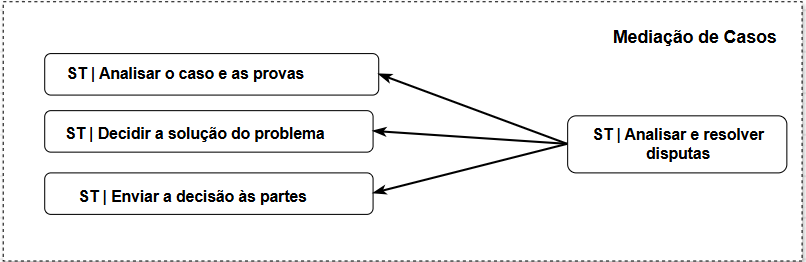 Mediação de Casos
ST | Analisar o caso e as provas
ST | Decidir a solução do problema
ST | Enviar a decisão às partes
ST | Analisar e resolver
disputas